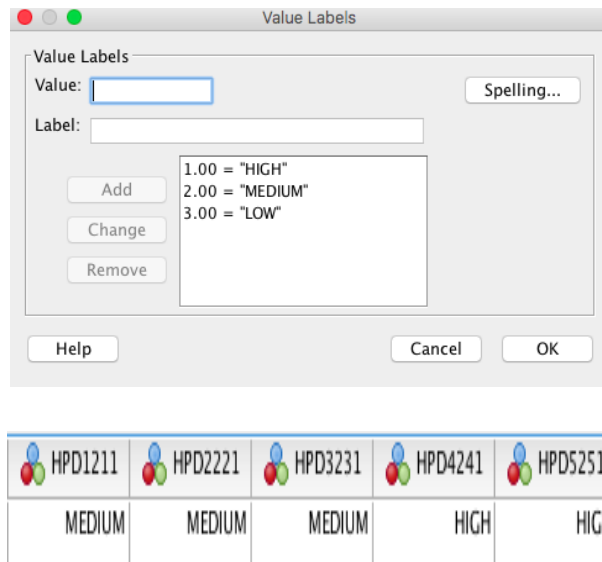 Value Labels
Value Labels
Value:
Spelling...
Label:
1.00 = "HIGH"
2.00 = "MEDIUM"
3.00 = "LOW"
Add
Change
Remove
Help Cancel OK
HPD1211 HPD2221 HPD3231 HPD4241 HPD5251
MEDIUM MEDIUM MEDIUM HIGH HIG